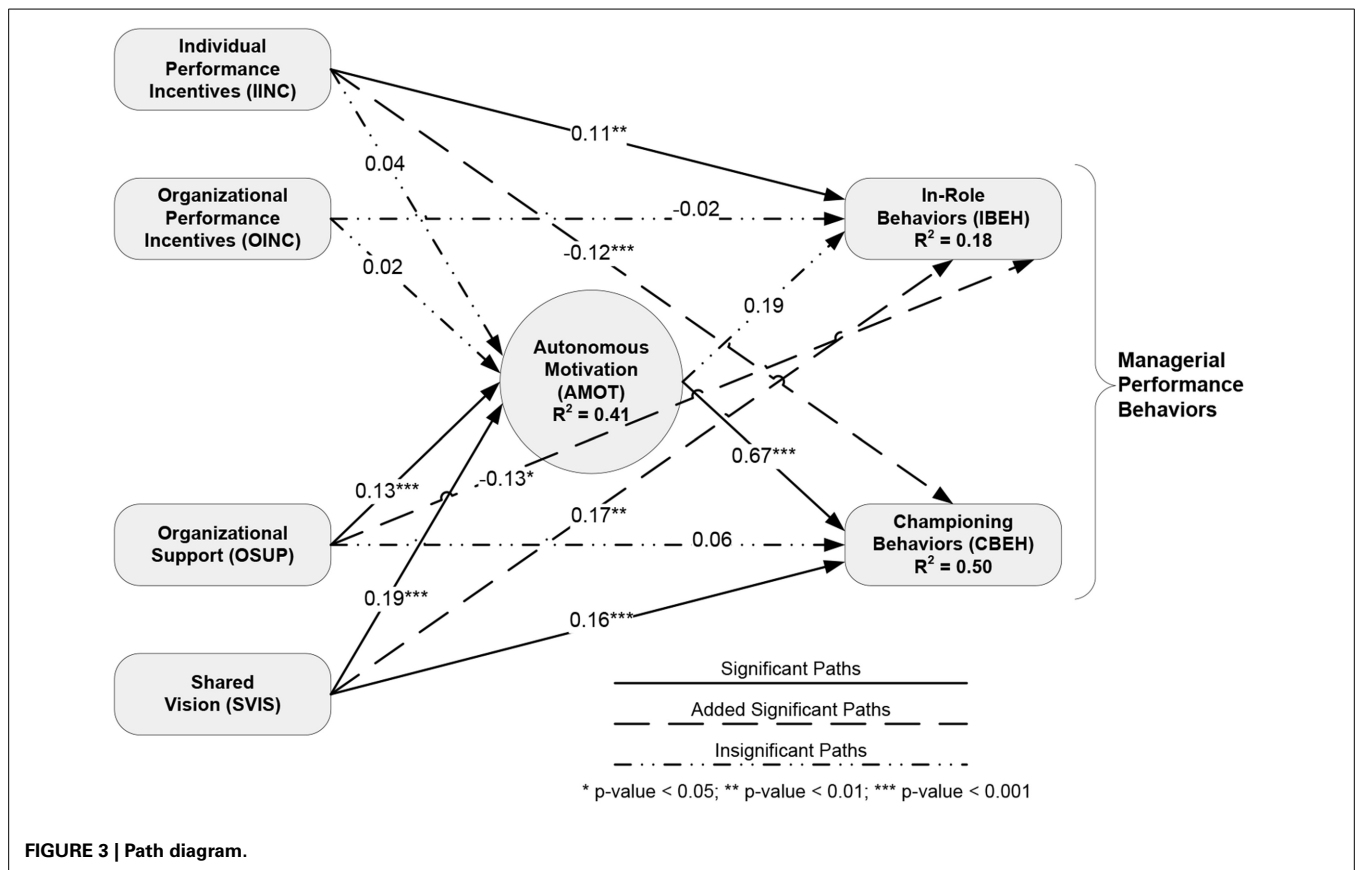 Individual
Performance
Incentives (IINC)
0.11**
0.04
Organizational
Performance
Incentives (OINC)
-0.02
In-Role
Behaviors (IBEH)
R² = 0.18
-0.12***
0.02
0.19
Autonomous
Motivation
(AMOT)
R² = 0.41
Managerial
Performance
Behaviors
0.67***
0.13***
-0.13*
0.17**
Organizational
Support (OSUP)
0.06
Championing
Behaviors (CBEH)
R² = 0.50
0.19***
0.16***
Shared
Vision (SVIS)
Significant Paths
Added Significant Paths
Insignificant Paths
* p-value < 0.05; ** p-value < 0.01; *** p-value < 0.001
FIGURE 3 | Path diagram.